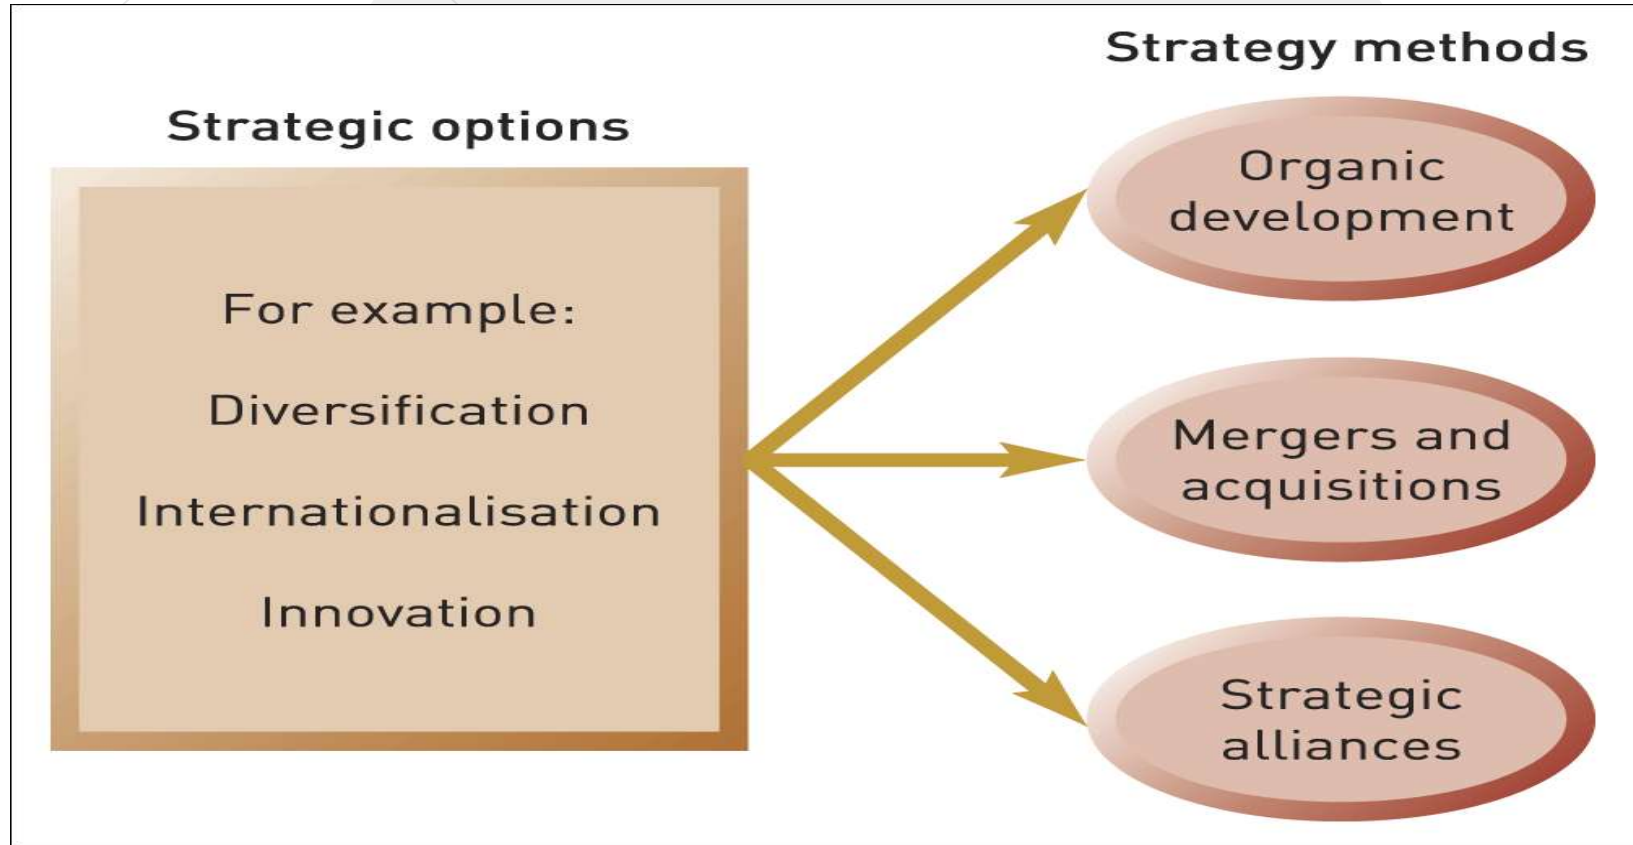 Strategic options
For example:
Diversification
Internationalisation
Innovation
Strategy methods
Organic
development
Mergers and
acquisitions
Strategic
alliances